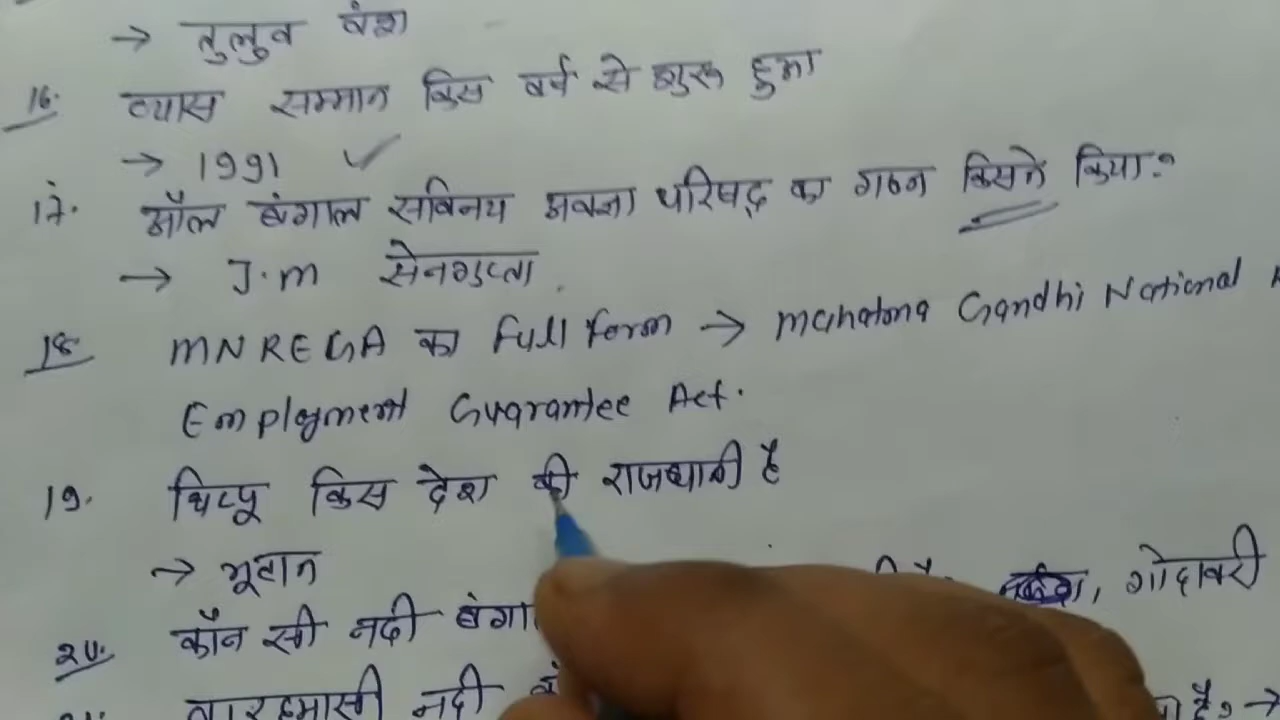 → तुलुव वंश
16. व्यास सम्मान किस वर्ष से शुरू हुआ
→ 1991 ✓
17. ऑल बंगाल सविनय अवज्ञा परिषद् का गठन किसने किया?
→ J.M सेनगुप्ता
18 MNREGA का Full Form → Mahatma Gandhi National
Employment Guarantee Act.
19. थिम्पू किस देश की राजधानी है
→ भूटान
20. कौन सी नदी बंगा गोदावरी
बारहमासी नदी है? →